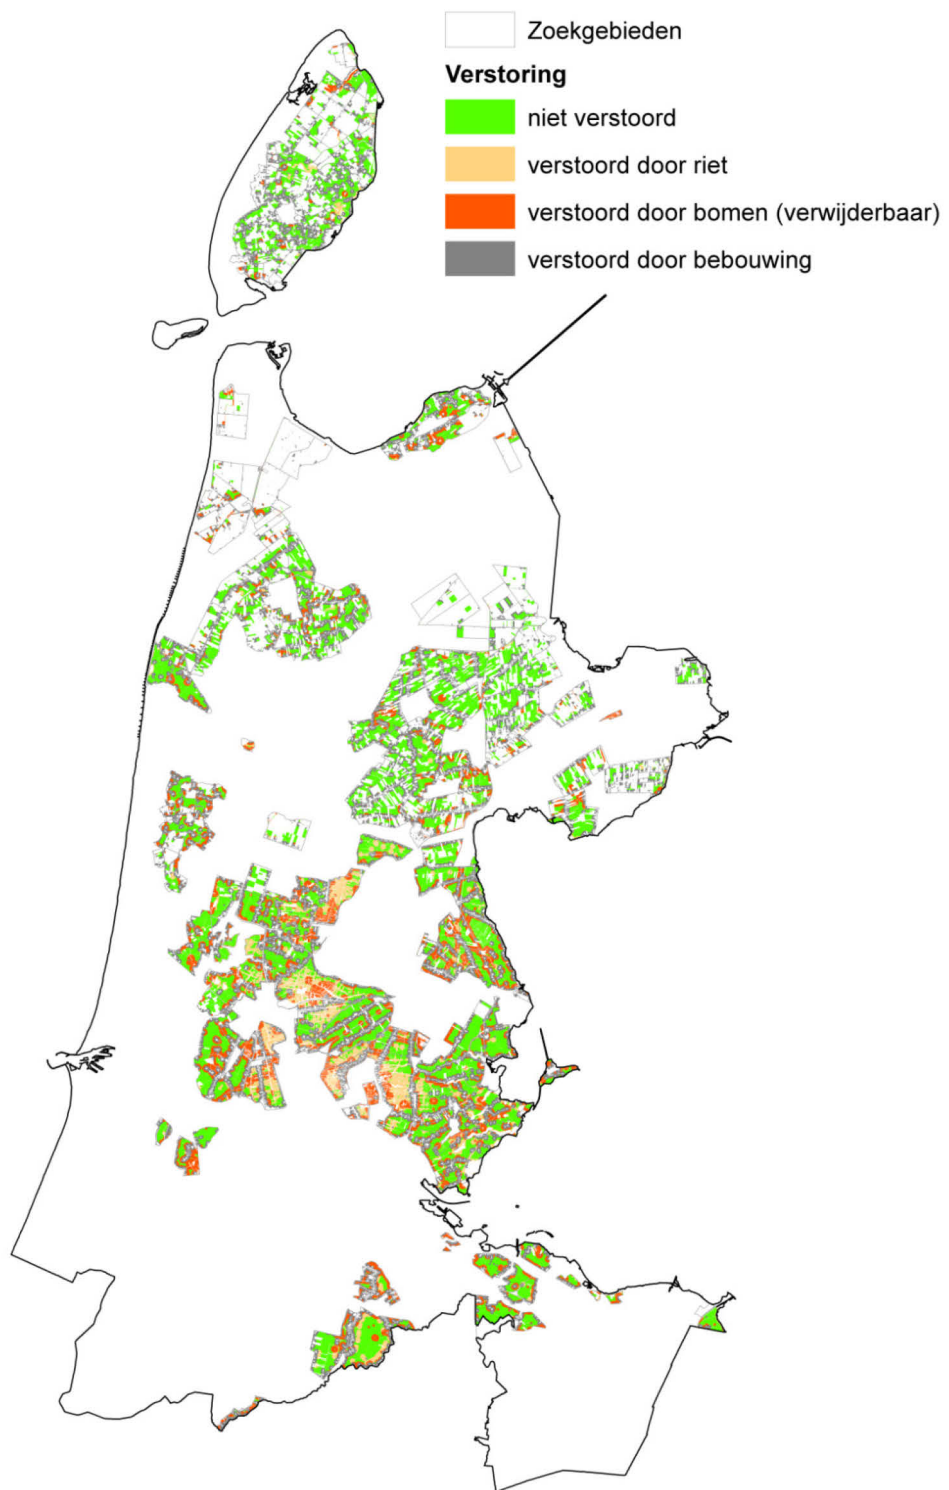 Zoekgebieden
Verstoring
niet verstoord
verstoord door riet
verstoord door bomen (verwijderbaar)
verstoord door bebouwing